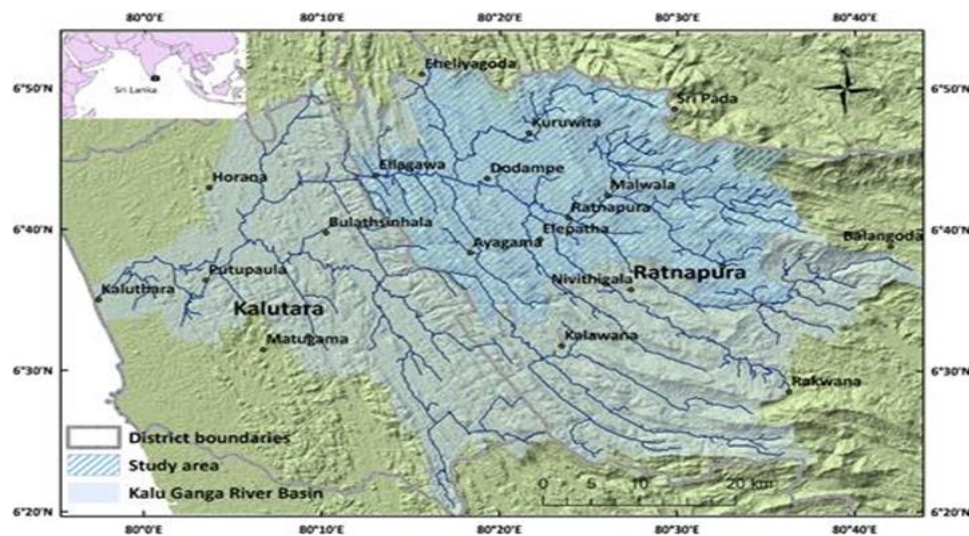 80°0'E 80°10'E 80°20'E 80°30'E 80°40'E
Sri Lanka
6°50'N 6°50'N
Eheliyagoda
Sri Pada
Kuruwita
Ellagawa
Dodampe
Horana
Malwala
Ratnapura
Bulathsinhala
Elepatha
6°40'N 6°40'N
Ayagama
Balangoda
Putupaula
Nivithigala
Ratnapura
Kaluthara
Kalutara
Matugama
Kalawana
6°30'N 6°30'N
Rakwana
District boundaries
Study area
Kalu Ganga River Basin
0 5 10 20 km
6°20'N 6°20'N
80°0'E 80°10'E 80°20'E 80°30'E 80°40'E